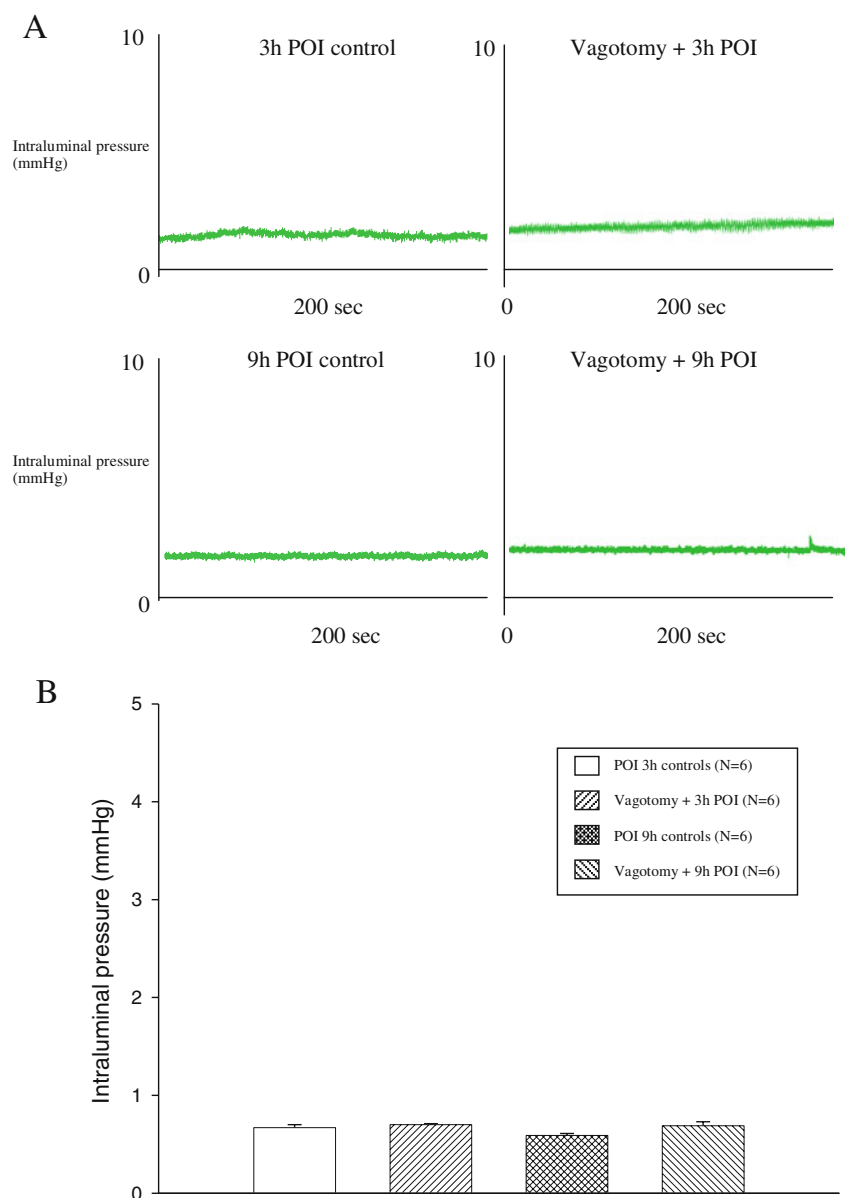 A
10
3h POI control
10
Vagotomy + 3h POI
Intraluminal pressure
(mmHg)
0
200 sec
0
200 sec
10
9h POI control
10
Vagotomy + 9h POI
Intraluminal pressure
(mmHg)
0
200 sec
0
200 sec
B
Intraluminal pressure (mmHg)
5
4
3
2
1
0
POI 3h controls (N=6)
Vagotomy + 3h POI (N=6)
POI 9h controls (N=6)
Vagotomy + 9h POI (N=6)